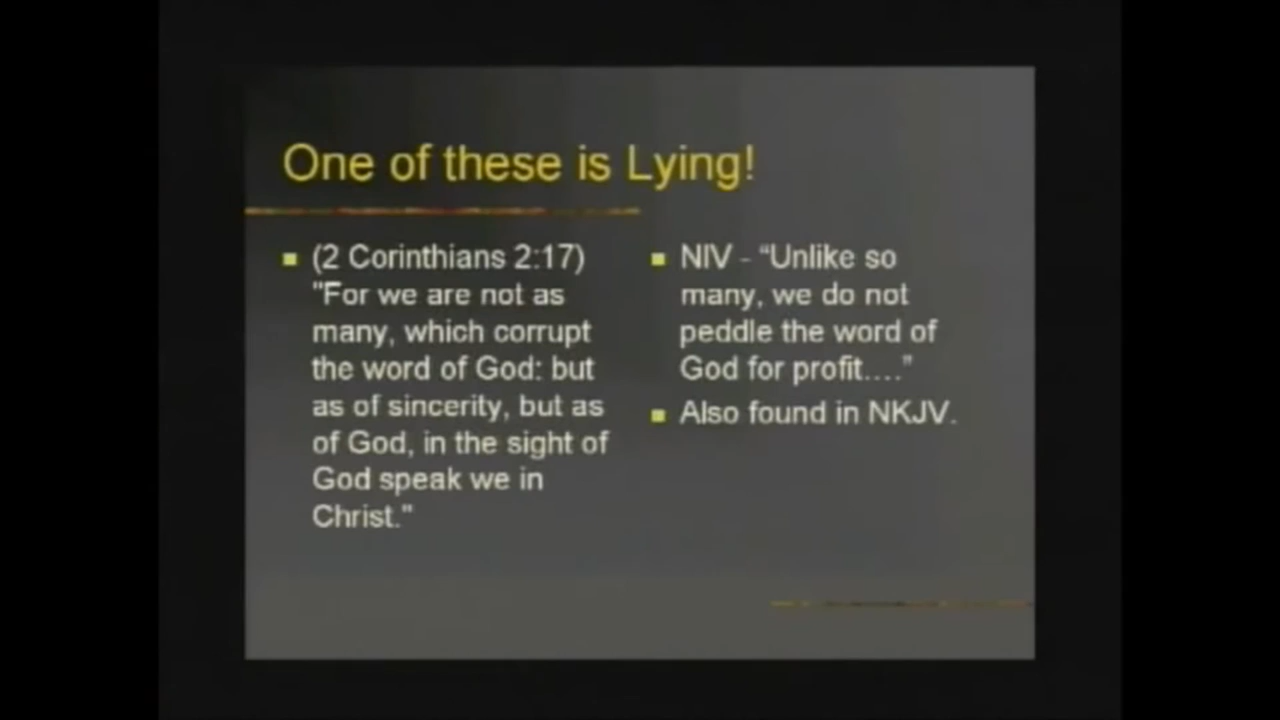 One of these is Lying!
(2 Corinthians 2:17)
"For we are not as
many, which corrupt
the word of God: but
as of sincerity, but as
of God, in the sight of
God speak we in
Christ."
NIV - “Unlike so
many, we do not
peddle the word of
God for profit....”
Also found in NKJV.